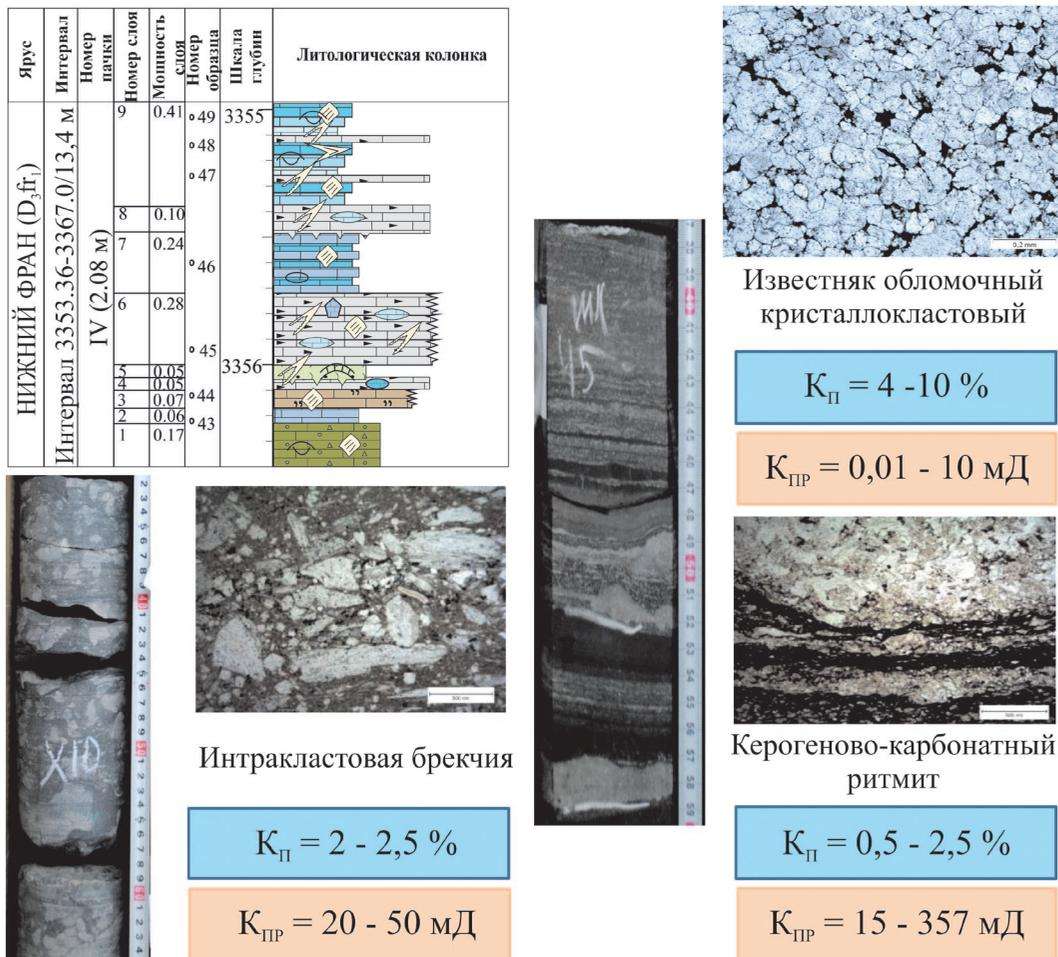 Ярус
Интервал
Номер пачки
Номер слоя
Мощность слоя
Номер образца
Шкала глубин
Литологическая колонка
НИЖНИЙ ФРАН (D₃fr₁)
Интервал 3353.36-3367.0/13,4 м
IV (2.08 м)
9 0.41
8 0.10
7 0.24
6 0.28
5 0.05
4 0.05
3 0.07
2 0.06
1 0.17
49
48
47
46
45
44
43
3355
3356
0,2 mm
Известняк обломочный
кристаллокластовый
Кп = 4 -10 %
Кпр = 0,01 - 10 мД
45
X10
Интракластовая брекчия
Кп = 2 - 2,5 %
Кпр = 20 - 50 мД
Керогеново-карбонатный
ритмит
Кп = 0,5 - 2,5 %
Кпр = 15 - 357 мД